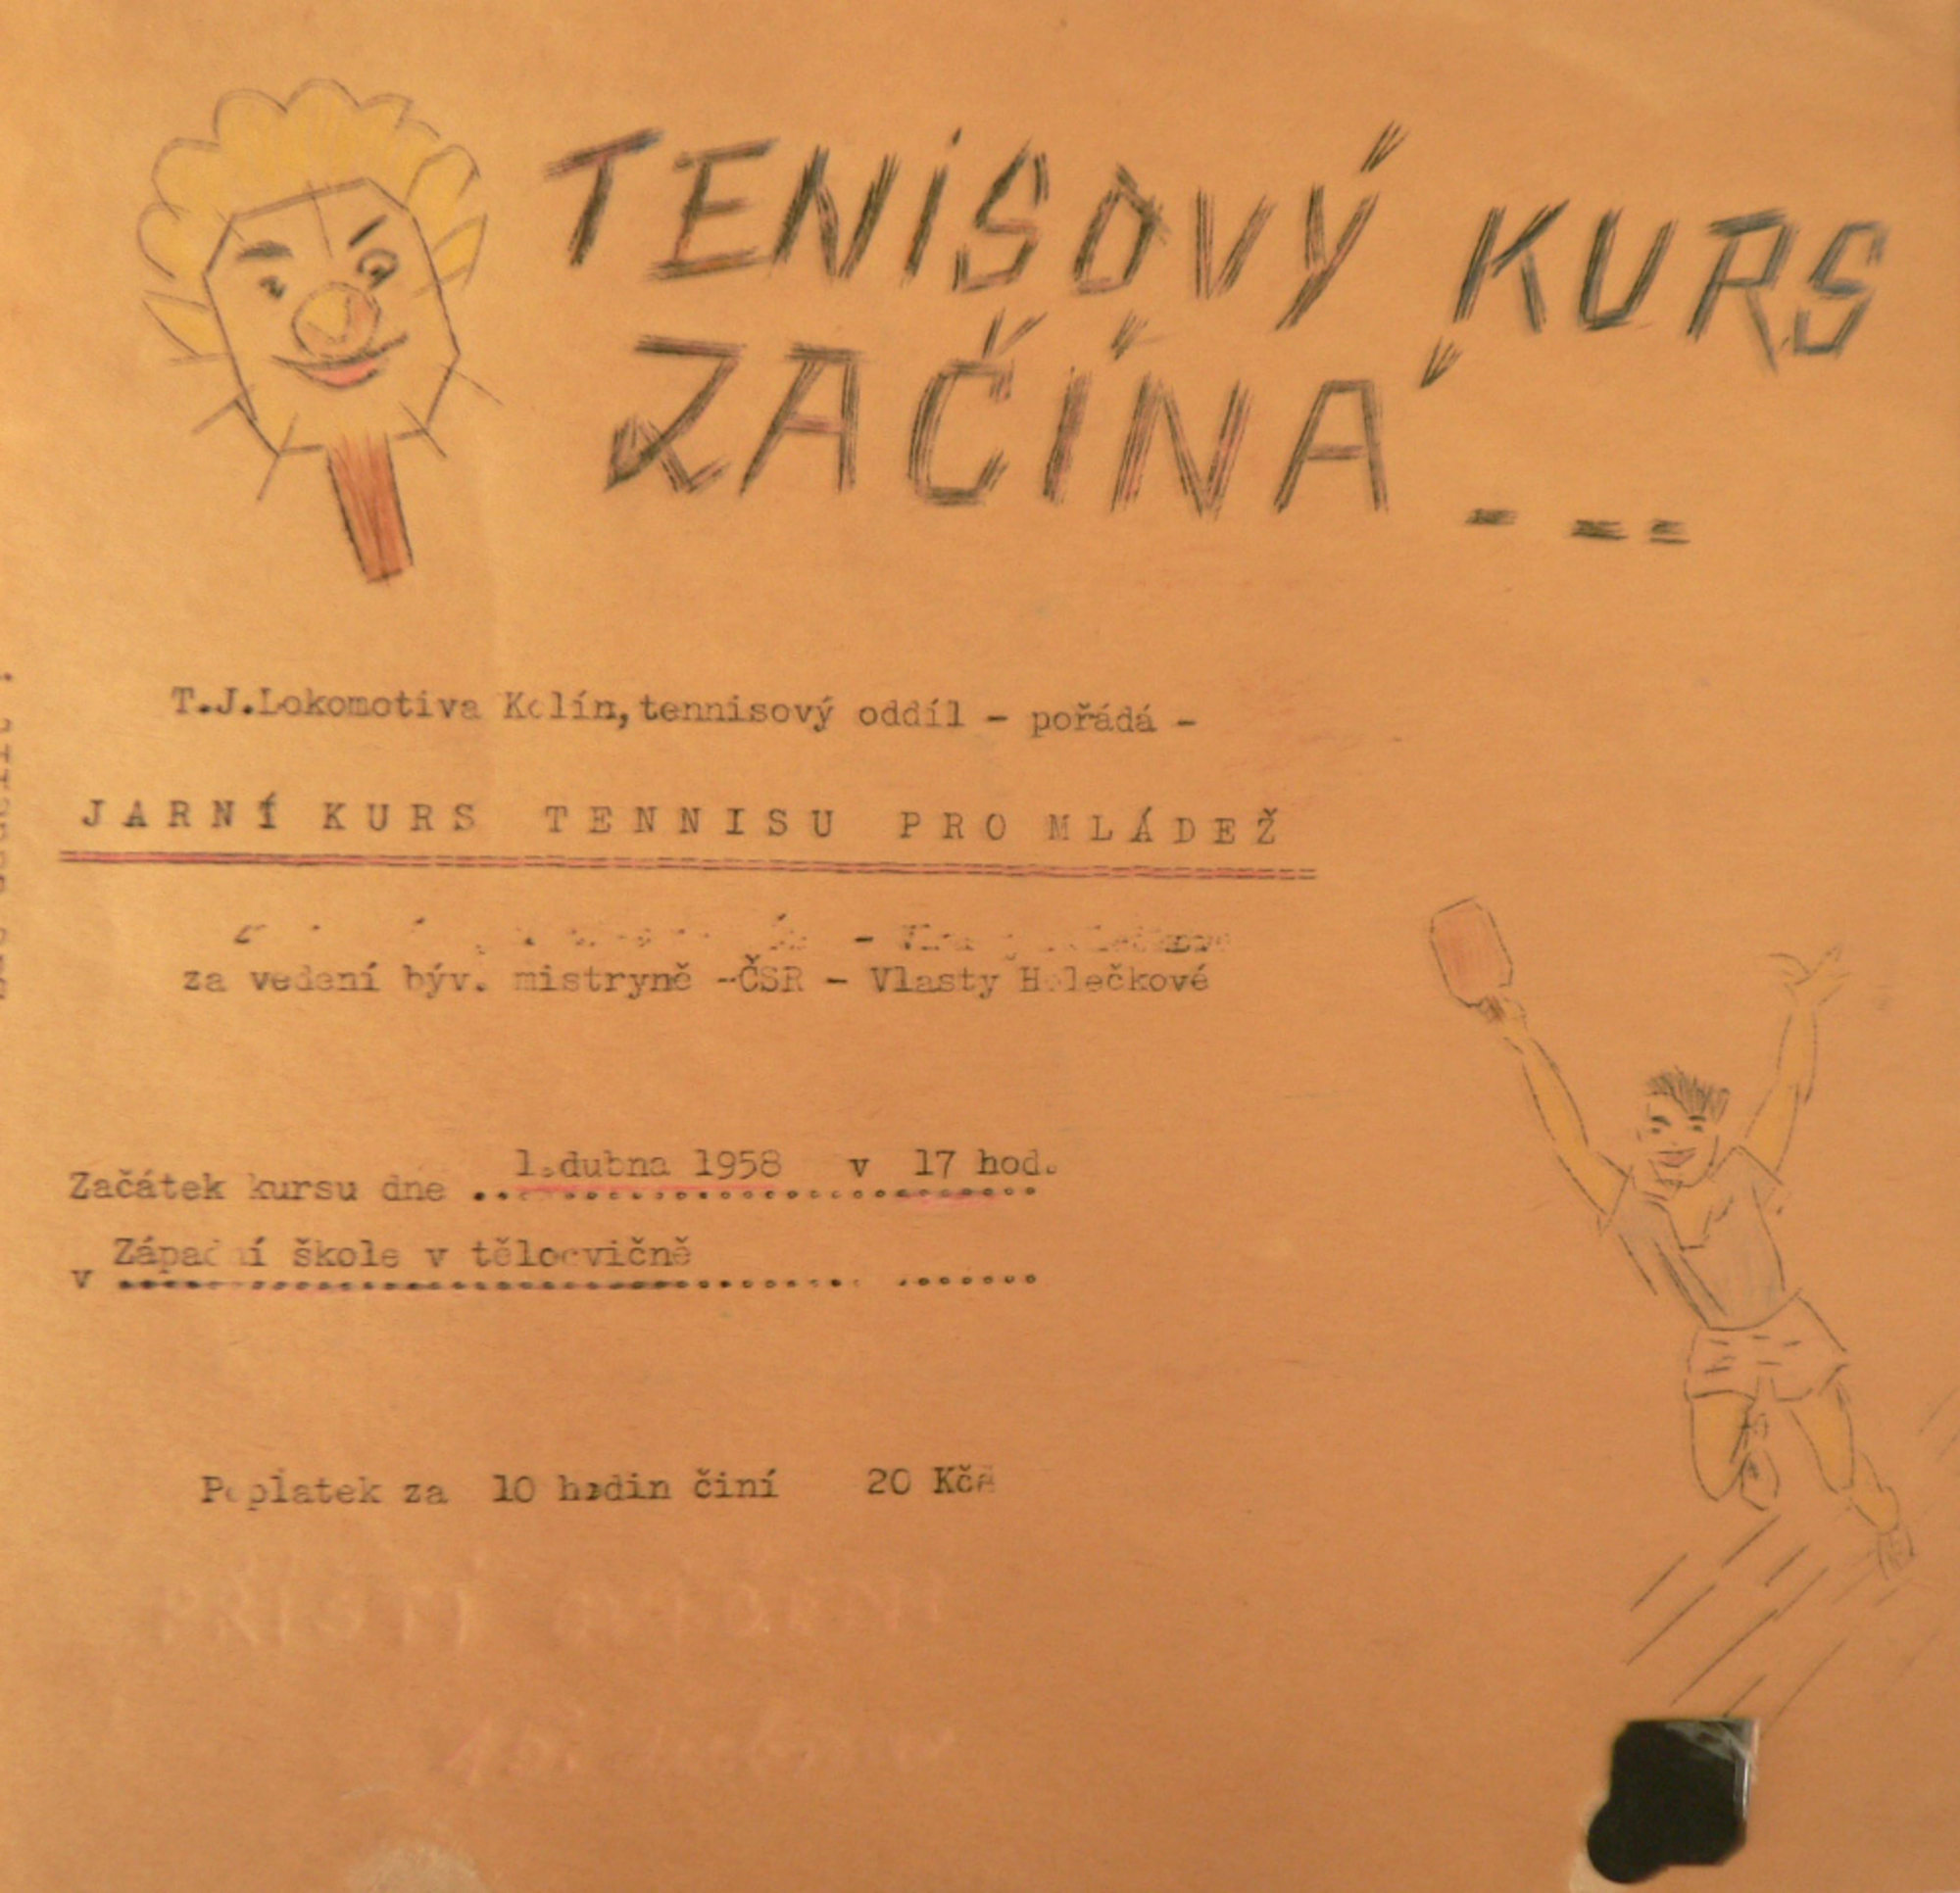 TENISOVÝ KURS
ZAČÍNÁ ---
T.J.Lokomotiva Kolín, tennisový oddíl - pořádá -
JARNÍ KURS TENNISU PRO MLÁDEŽ
za vedení býv. mistryně -ČSR - Vlasty Holečkové
Začátek kursu dne 1.dubna 1958 v 17 hod.
v Západní škole v tělocvičně
Poplatek za 10 hodin činí 20 Kčs